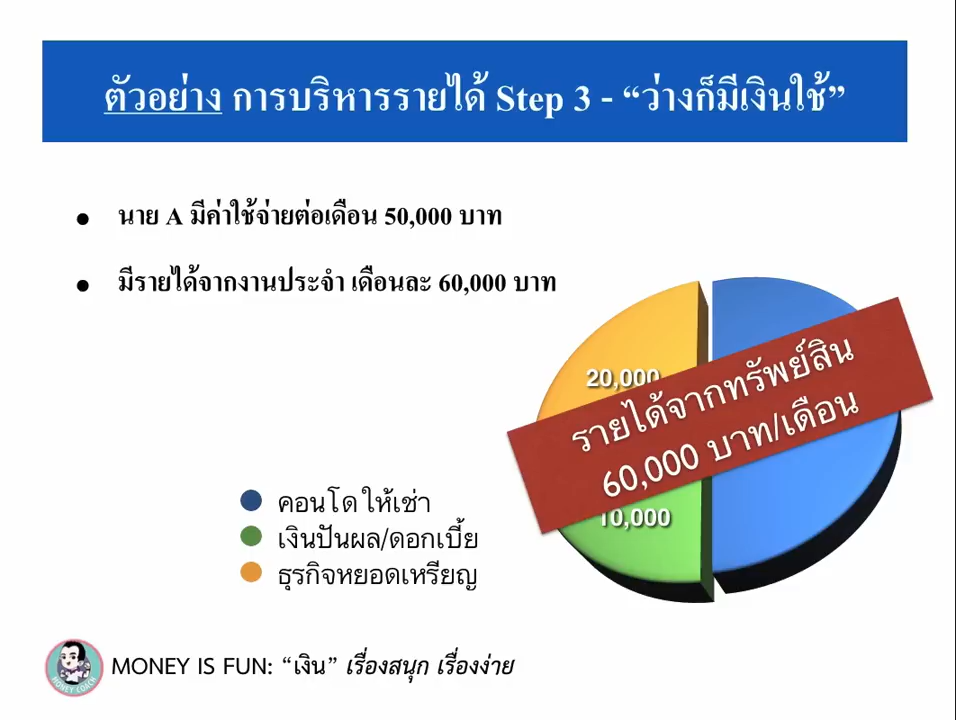 ตัวอย่าง การบริหารรายได้ Step 3 - “ว่างก็มีเงินใช้”
• นาย A มีค่าใช้จ่ายต่อเดือน 50,000 บาท
• มีรายได้จากงานประจำ เดือนละ 60,000 บาท
20,000
รายได้จากทรัพย์สิน
60,000 บาท/เดือน
10,000
คอนโด ให้เช่า
เงินปันผล/ดอกเบี้ย
ธุรกิจหยอดเหรียญ
MONEY IS FUN: “เงิน” เรื่องสนุก เรื่องง่าย
MONEY COACH